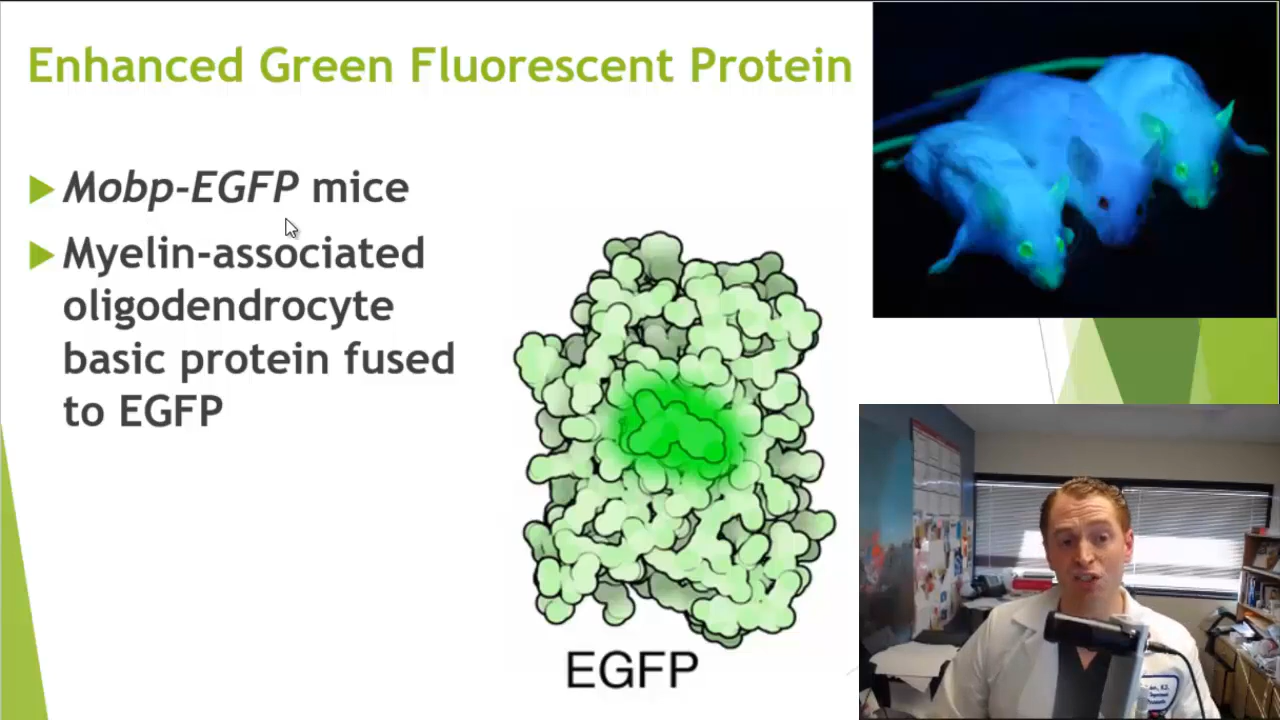 Enhanced Green Fluorescent Protein
Mobp-EGFP mice
Myelin-associated
oligodendrocyte
basic protein fused
to EGFP
EGFP